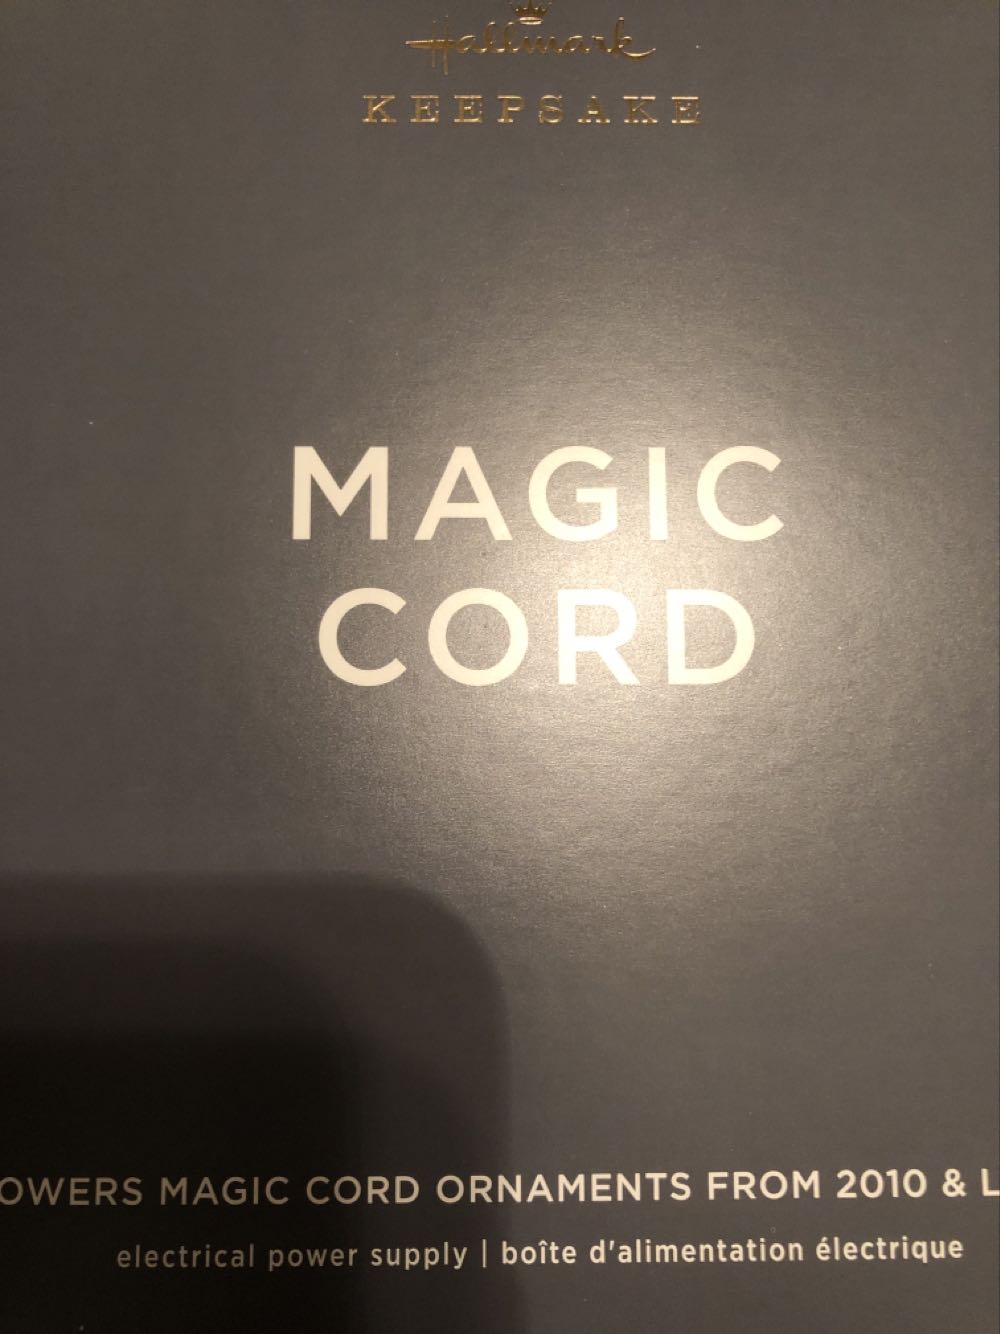 Hallmark
KEEPSAKE
MAGIC
CORD
OWERS MAGIC CORD ORNAMENTS FROM 2010 & L
electrical power supply | boîte d'alimentation électrique